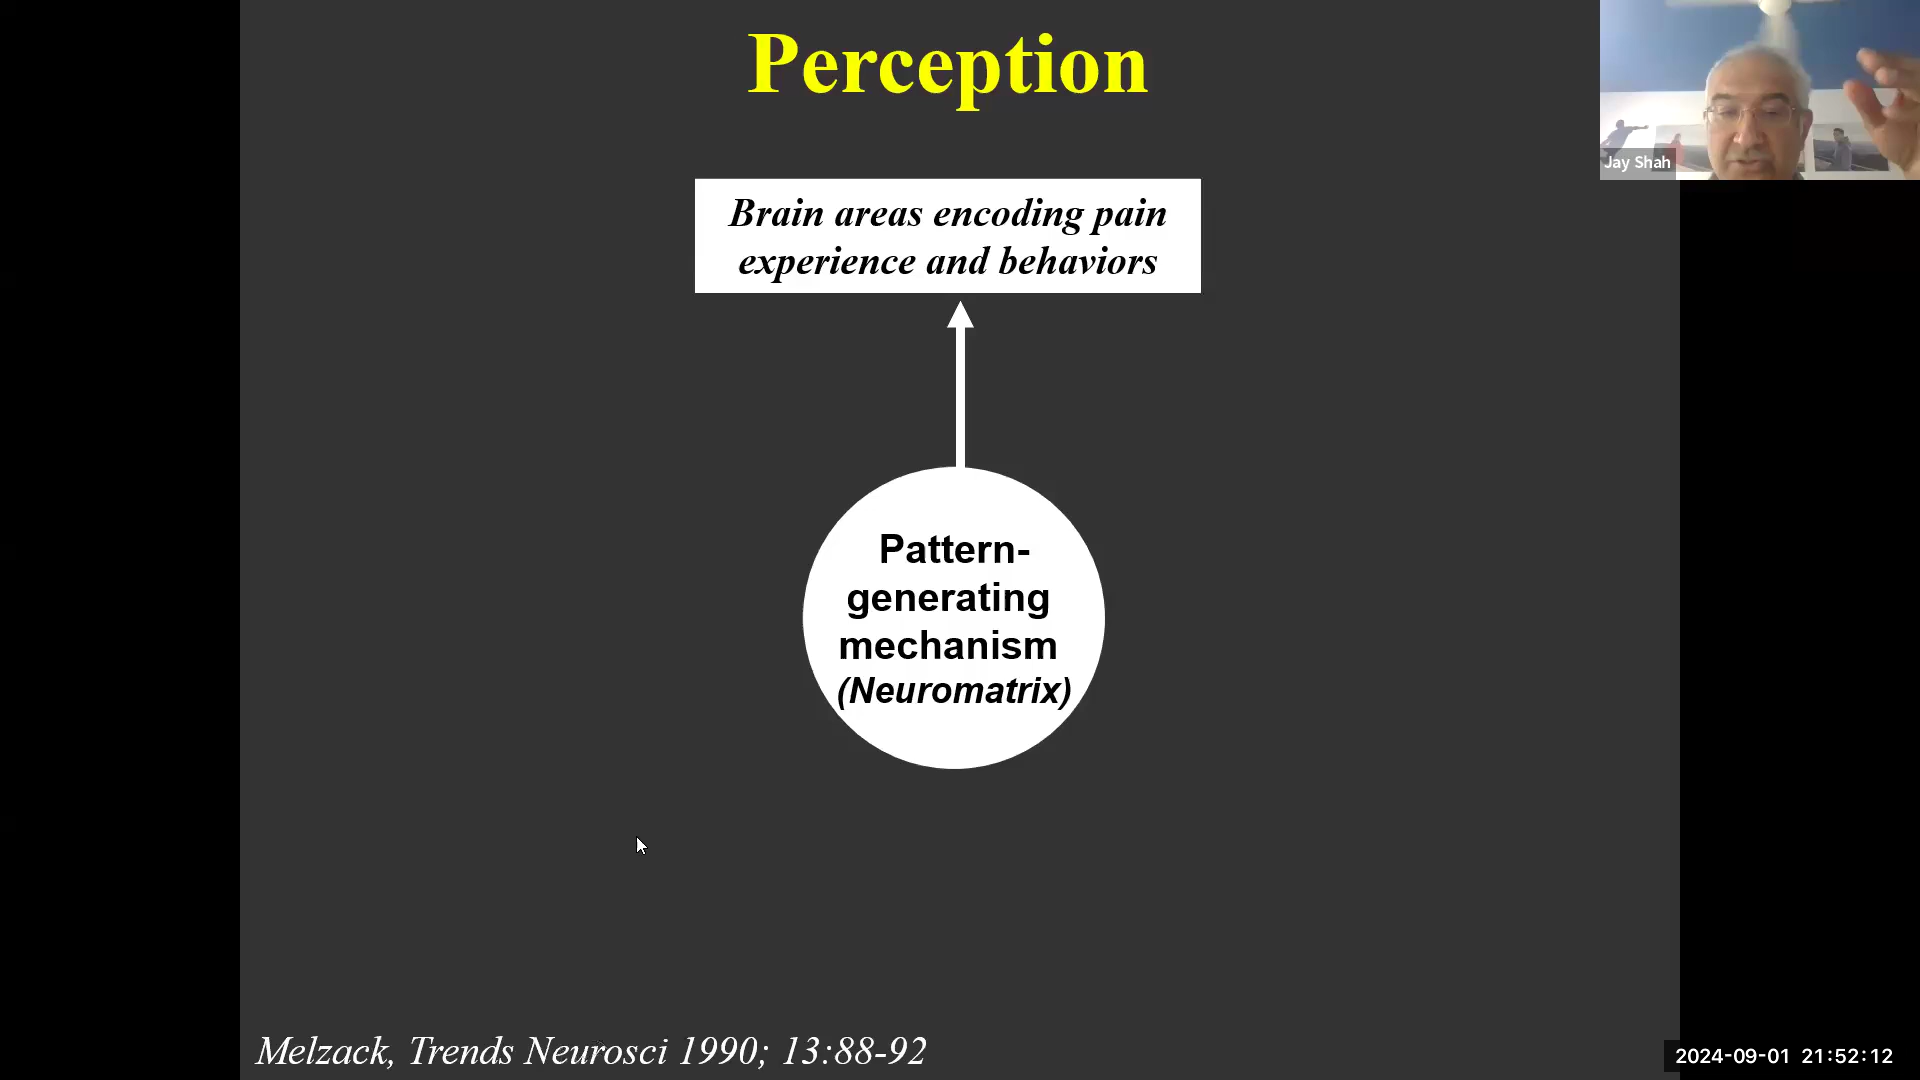 Perception
Jay Shah
Brain areas encoding pain
experience and behaviors
Pattern-
generating
mechanism
(Neuromatrix)
Melzack, Trends Neurosci 1990; 13:88-92
2024-09-01 21:52:12